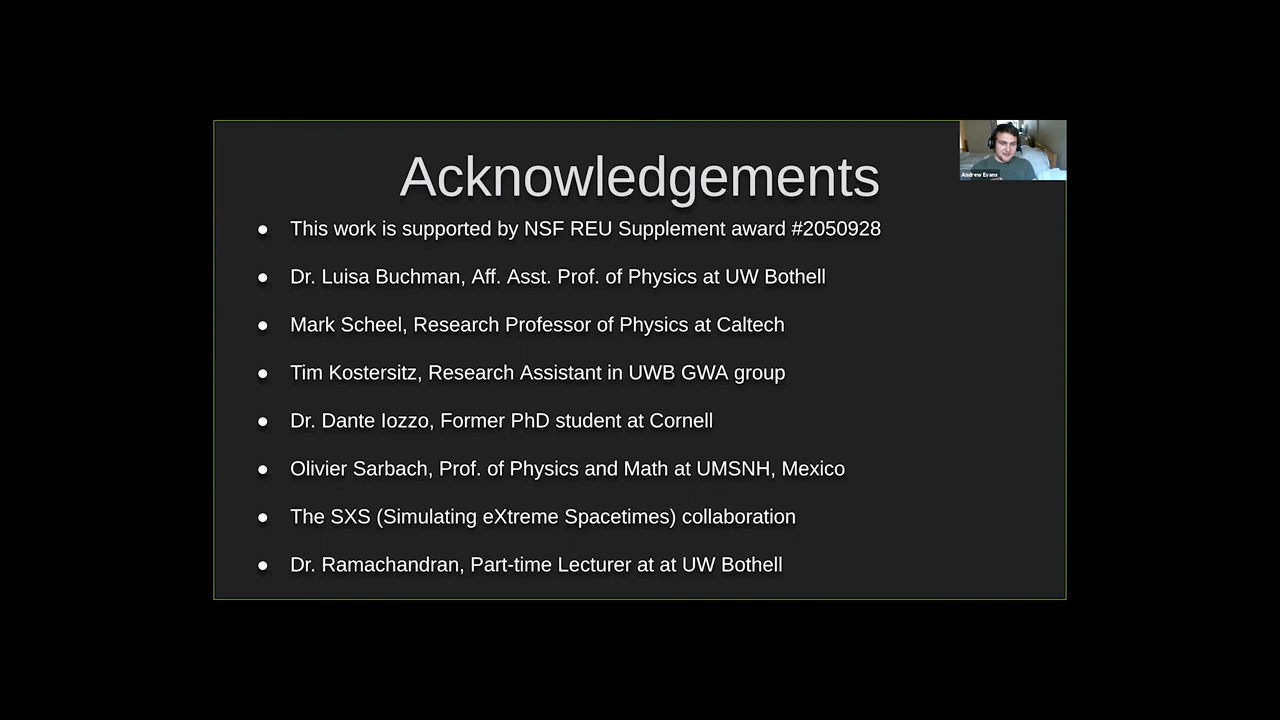 Acknowledgements
Andrew Evans
● This work is supported by NSF REU Supplement award #2050928
● Dr. Luisa Buchman, Aff. Asst. Prof. of Physics at UW Bothell
● Mark Scheel, Research Professor of Physics at Caltech
● Tim Kostersitz, Research Assistant in UWB GWA group
● Dr. Dante Iozzo, Former PhD student at Cornell
● Olivier Sarbach, Prof. of Physics and Math at UMSNH, Mexico
● The SXS (Simulating eXtreme Spacetimes) collaboration
● Dr. Ramachandran, Part-time Lecturer at at UW Bothell